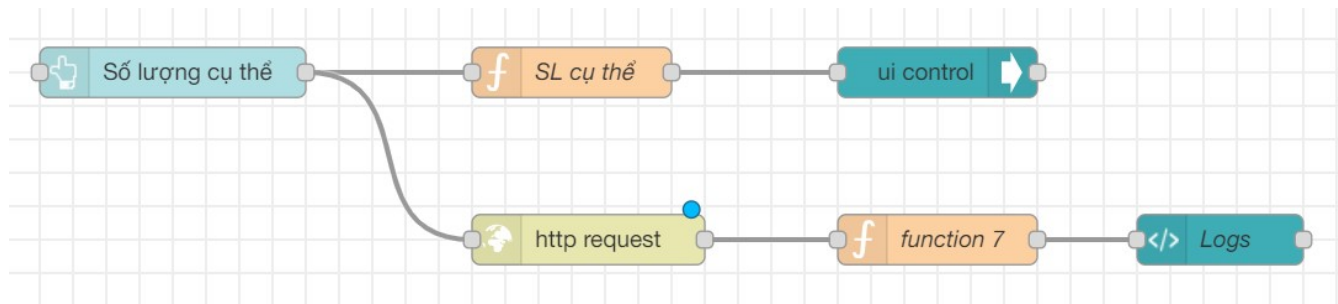 Số lượng cụ thể
SL cụ thể
ui control
http request
function 7
</> Logs